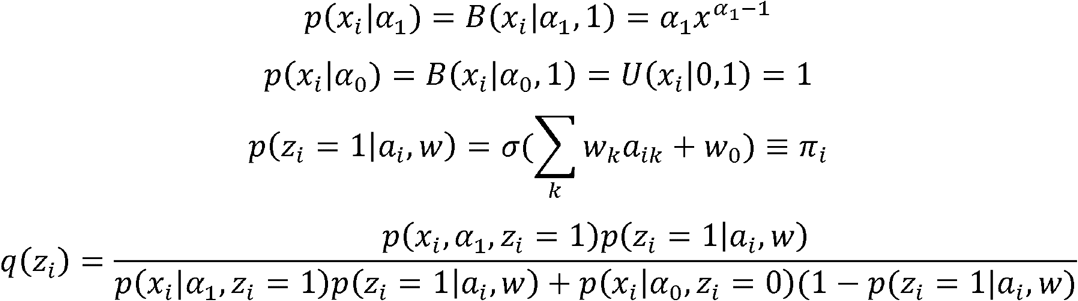 p(x_i|α_1) = B(x_i|α_1, 1) = α_1x^{α_1−1}
p(x_i|α_0) = B(x_i|α_0, 1) = U(x_i|0,1) = 1
p(z_i = 1|a_i, w) = σ(∑_k w_k a_{ik} + w_0) ≡ π_i
q(z_i) = \frac{p(x_i, α_1, z_i = 1)p(z_i = 1|a_i, w)}{p(x_i|α_1, z_i = 1)p(z_i = 1|a_i, w) + p(x_i|α_0, z_i = 0)(1 − p(z_i = 1|a_i, w)}